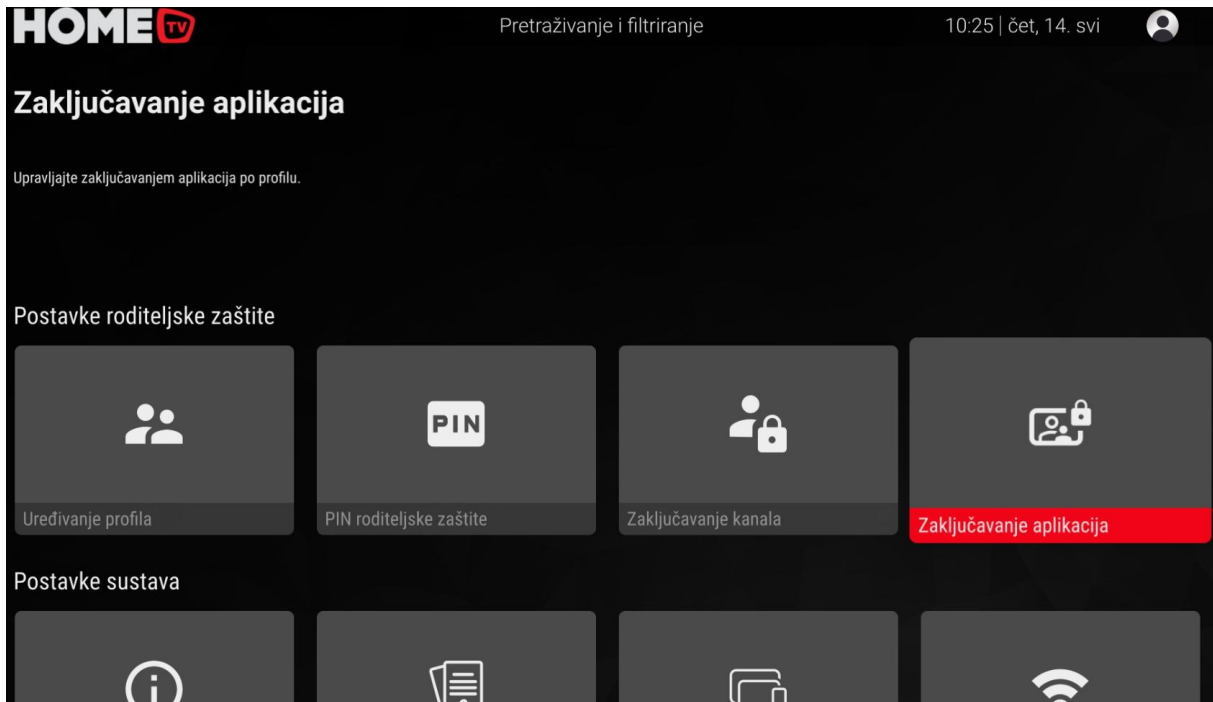 HOME TV
Pretraživanje i filtriranje
10:25 | čet, 14. svi
Zaključavanje aplikacija
Upravljajte zaključavanjem aplikacija po profilu.
Postavke roditeljske zaštite
PIN
Uređivanje profila
PIN roditeljske zaštite
Zaključavanje kanala
Zaključavanje aplikacija
Postavke sustava